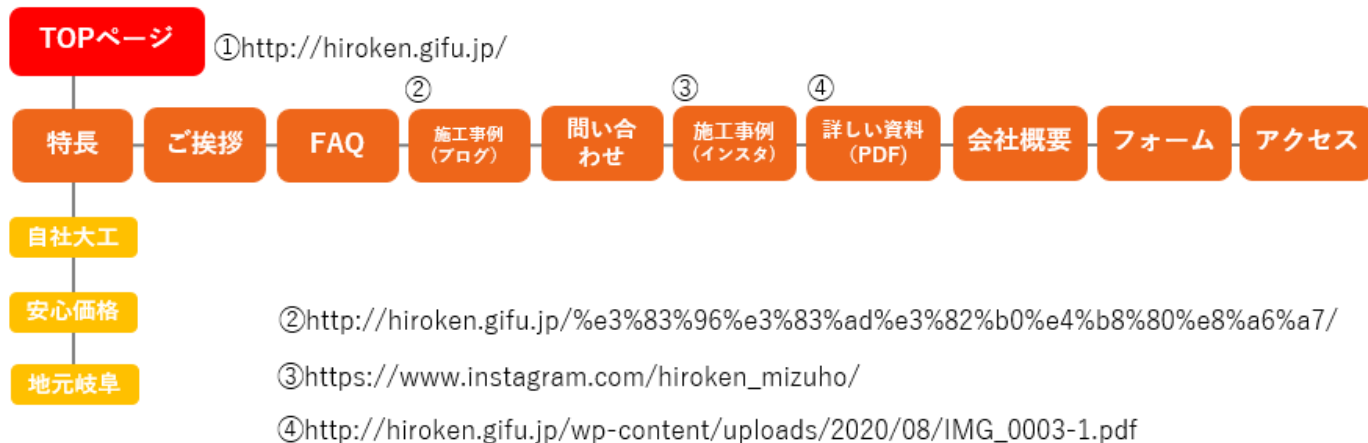 TOPページ
①http://hiroken.gifu.jp/
②
③
④
特長
ご挨拶
FAQ
施工事例
(ブログ)
問い合
わせ
施工事例
(インスタ)
詳しい資料
(PDF)
会社概要
フォーム
アクセス
自社大工
安心価格
地元岐阜
②http://hiroken.gifu.jp/%e3%83%96%e3%83%ad%e3%82%b0%e4%b8%80%e8%a6%a7/
③https://www.instagram.com/hiroken_mizuho/
④http://hiroken.gifu.jp/wp-content/uploads/2020/08/IMG_0003-1.pdf